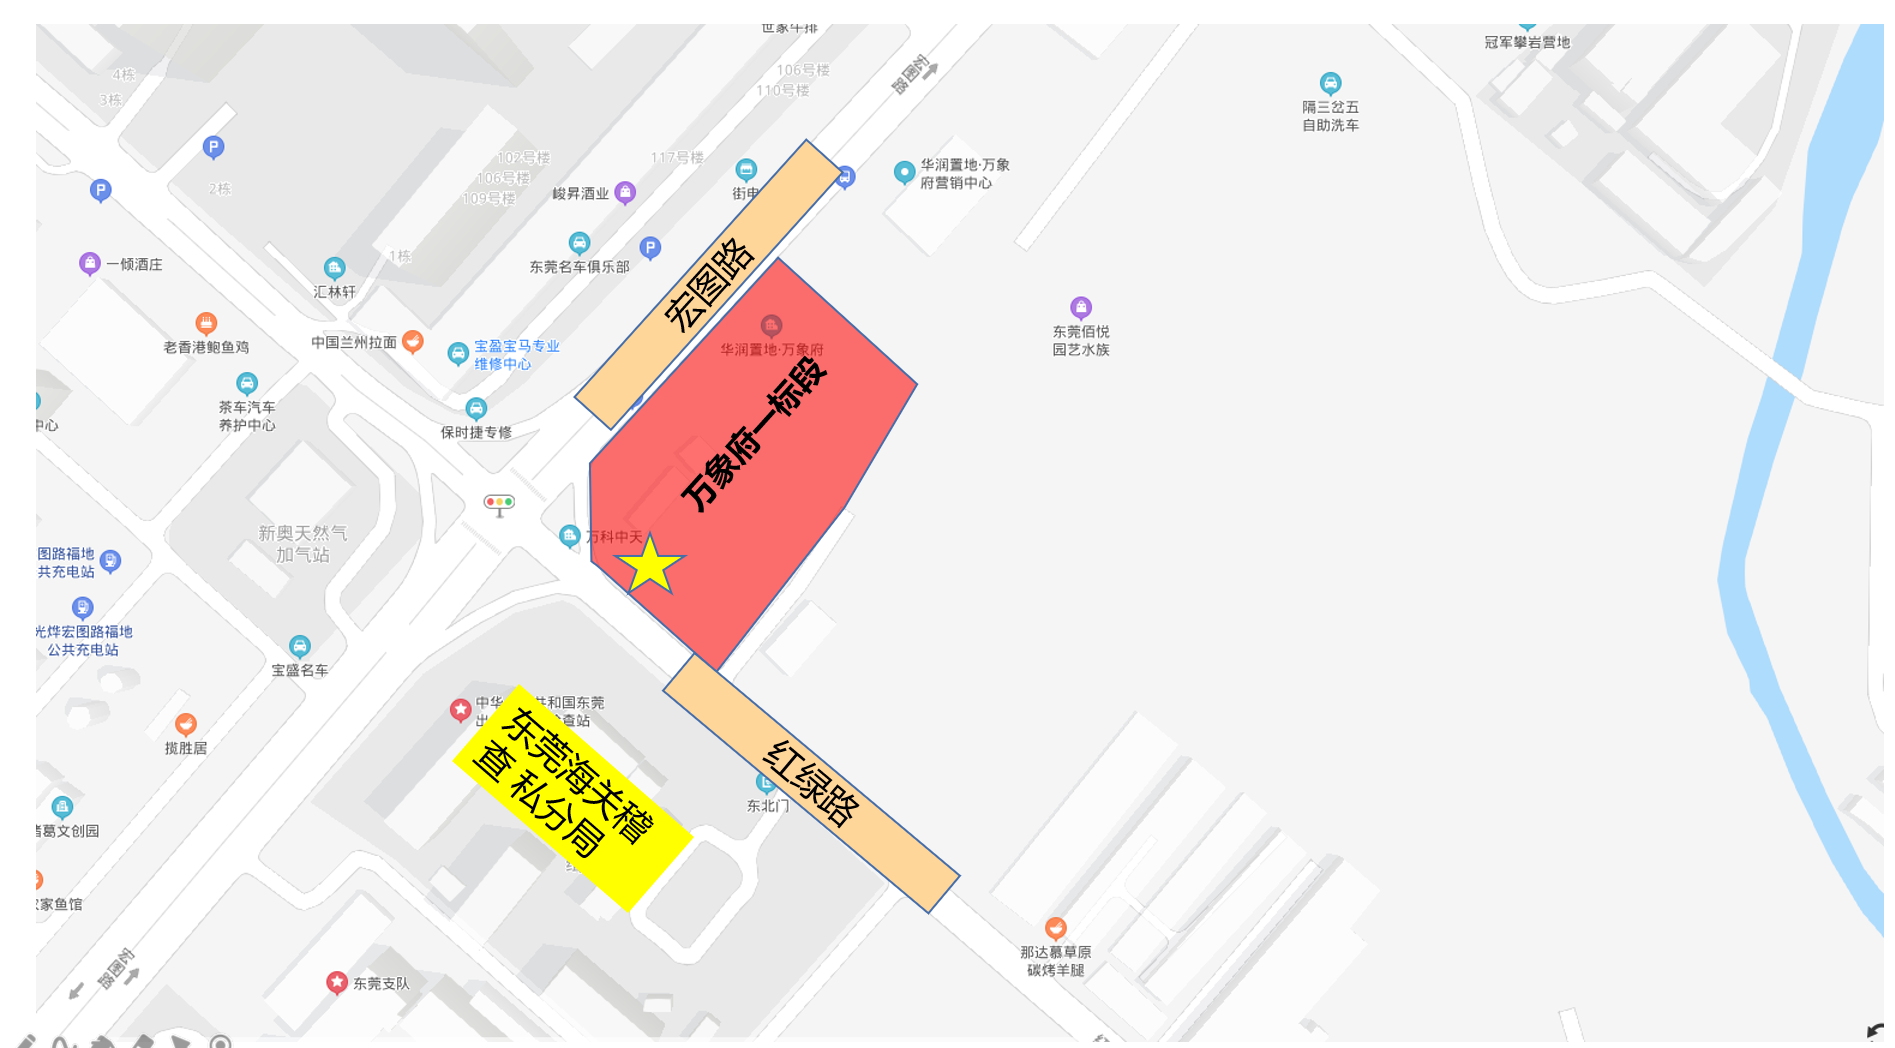 世家牛排
冠军攀岩营地
4栋
3栋
106号楼
110号楼
宏图路
隔三岔五
自助洗车
102号楼
106号楼
109号楼
117号楼
2栋
峻昇酒业
街电
华润置地·万象
府营销中心
1栋
一倾酒庄
汇林轩
东莞名车俱乐部
宏图路
老香港鲍鱼鸡
中国兰州拉面
宝盈宝马专业
维修中心
华润置地·万象府
东莞佰悦
园艺水族
茶车汽车
养护中心
中心
保时捷专修
万象府一标段
新奥天然气
加气站
万科中天
图路福地
共充电站
光烨宏图路福地
公共充电站
宝盛名车
中华
共和国东莞
出
查站
东莞海关稽
查 私分局
揽胜居
红绿路
东北门
诸葛文创园
农家鱼馆
那达慕草原
碳烤羊腿
宏图路
东莞支队